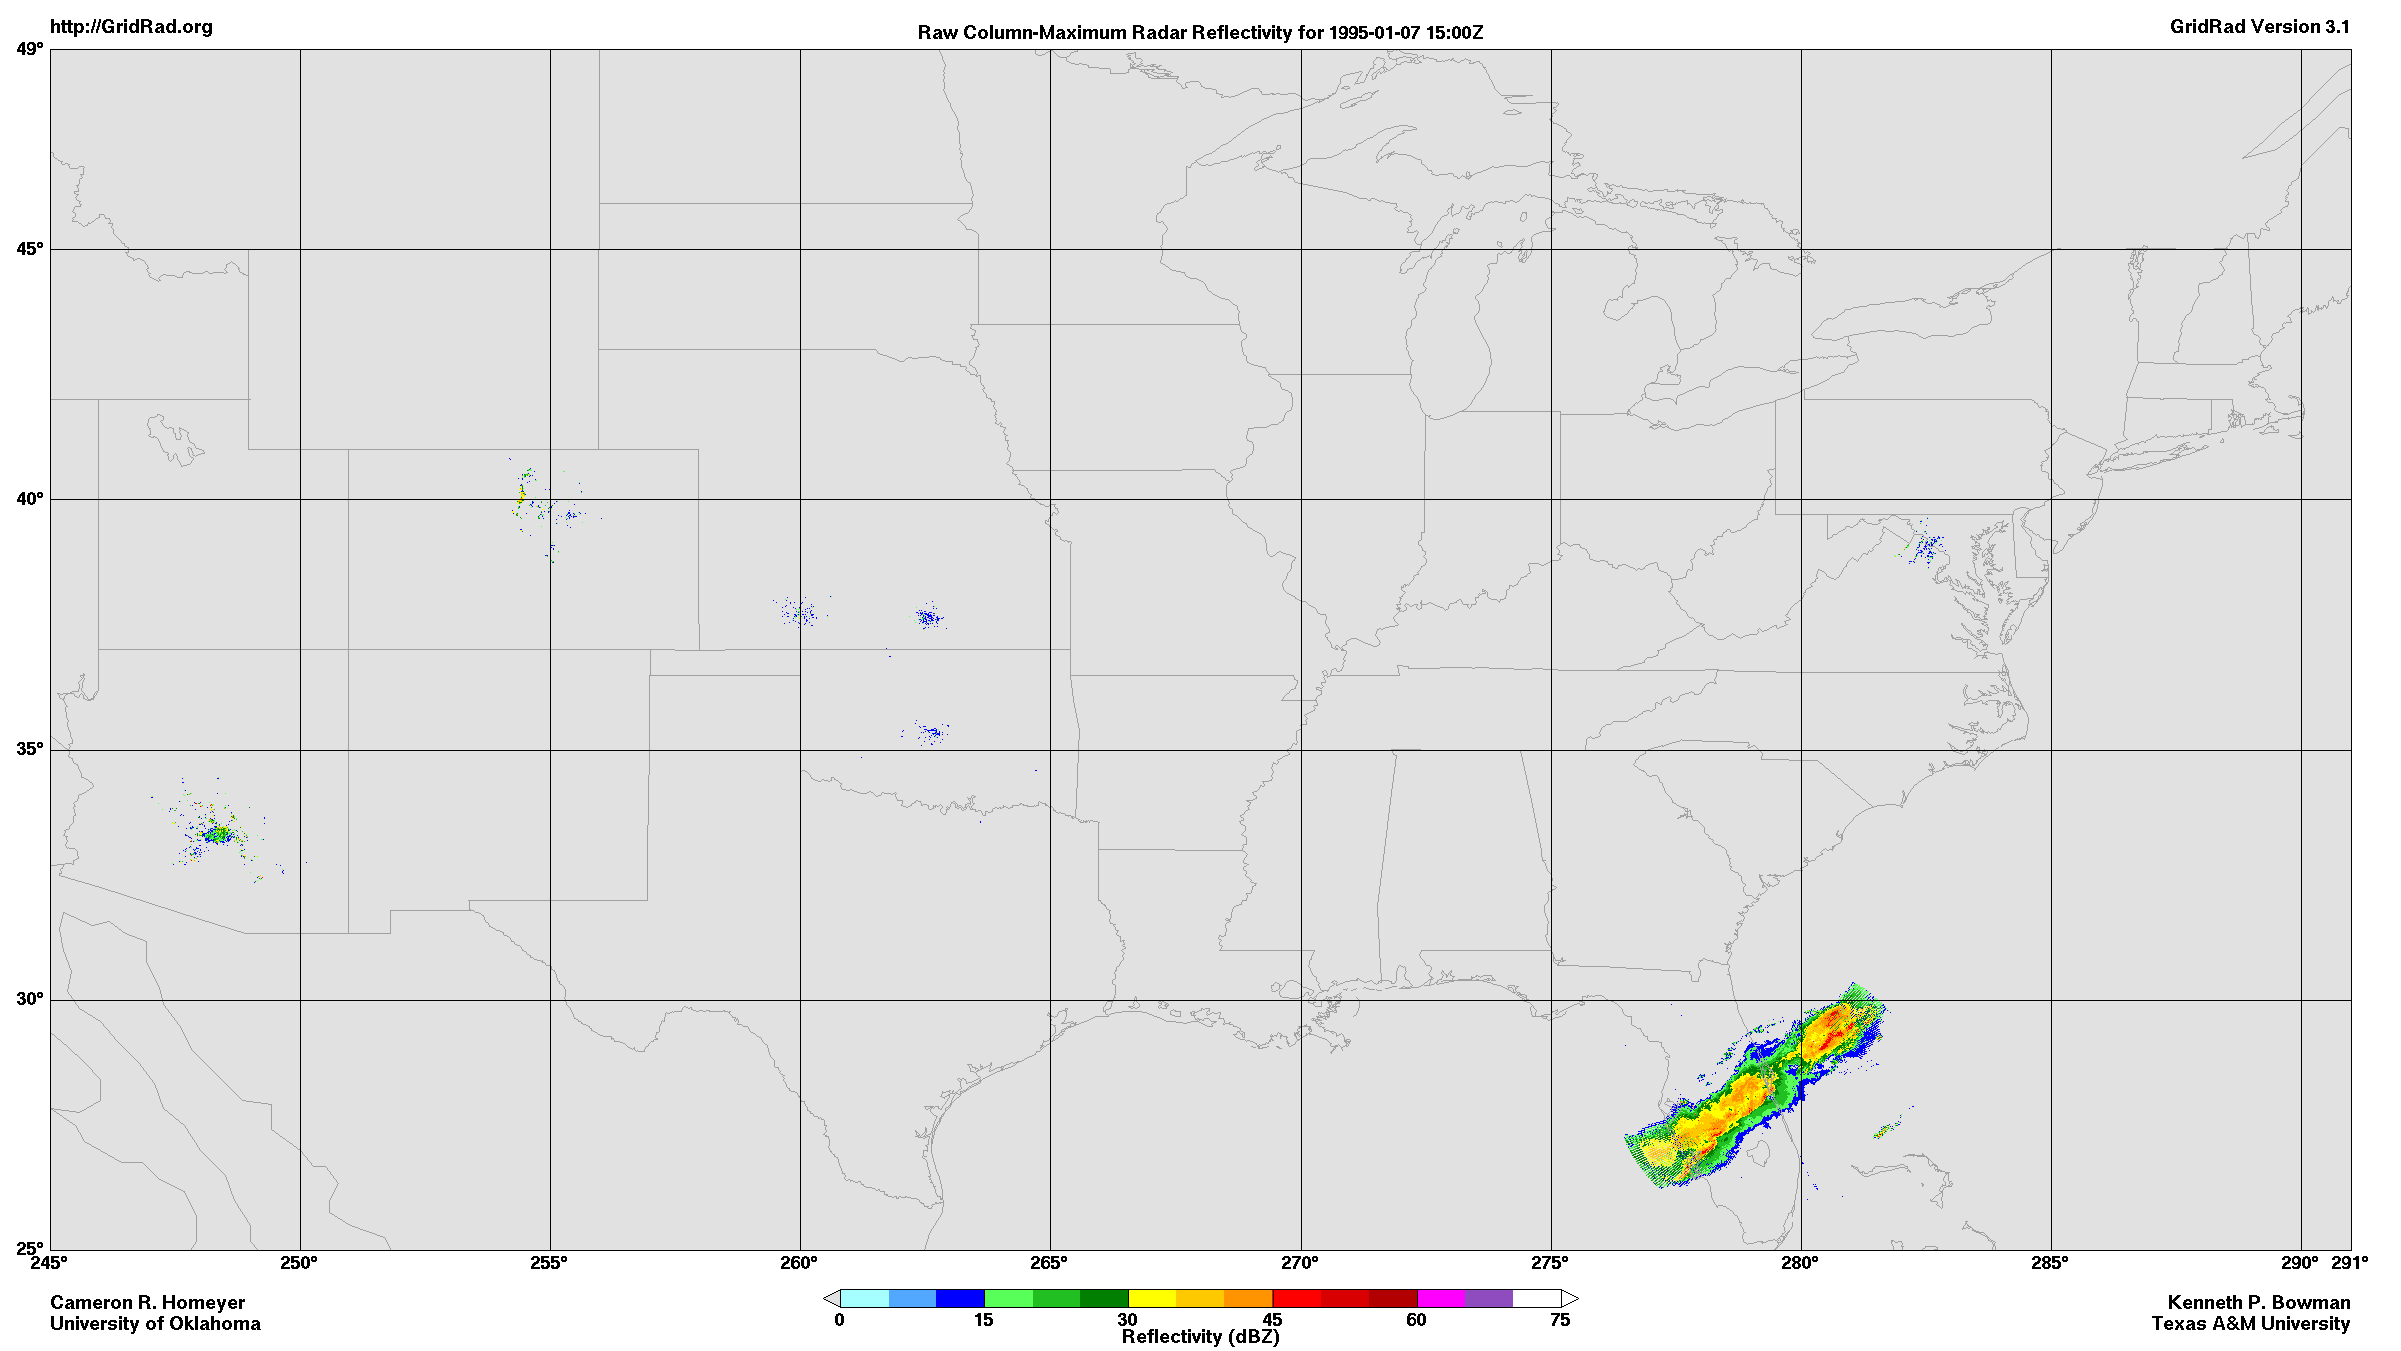 http://GridRad.org
Raw Column-Maximum Radar Reflectivity for 1995-01-07 15:00Z
GridRad Version 3.1
49°
45°
40°
35°
30°
25°
245° 250° 255° 260° 265° 270° 275° 280° 285° 290° 291°
Cameron R. Homeyer
University of Oklahoma
0 15 30 45 60 75
Reflectivity (dBZ)
Kenneth P. Bowman
Texas A&M University